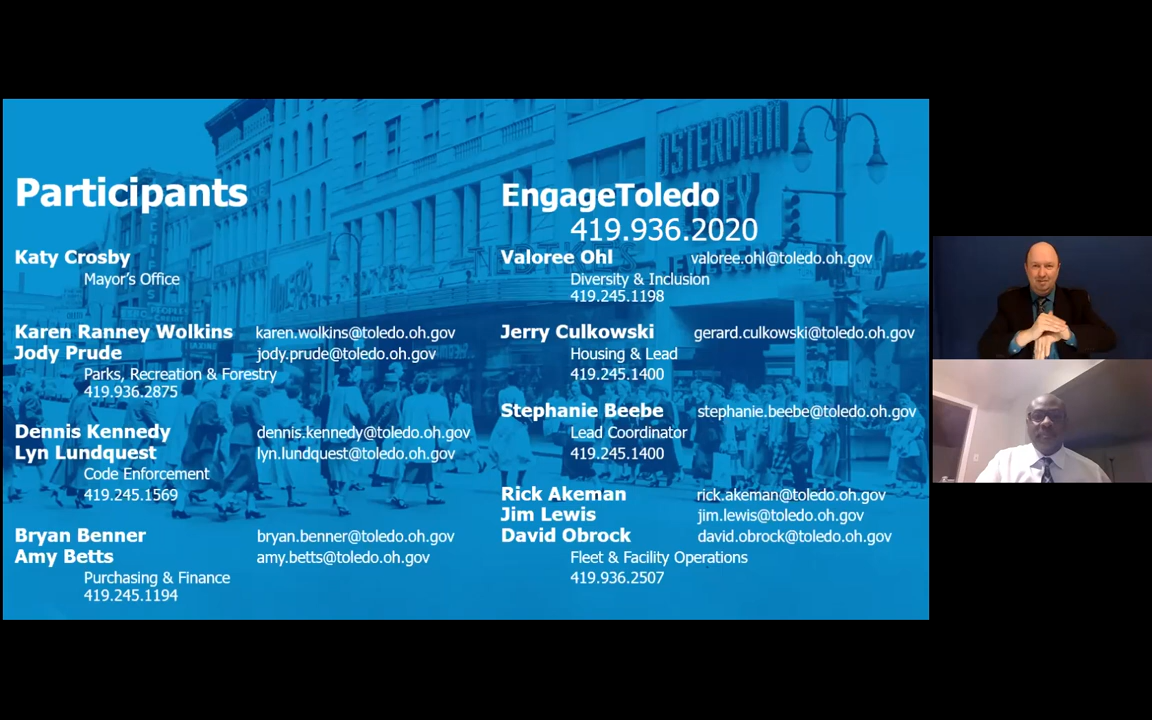 Participants
Katy Crosby
Mayor's Office
Karen Ranney Wolkins karen.wolkins@toledo.oh.gov
Jody Prude jody.prude@toledo.oh.gov
Parks, Recreation & Forestry
419.936.2875
Dennis Kennedy dennis.kennedy@toledo.oh.gov
Lyn Lundquest lyn.lundquest@toledo.oh.gov
Code Enforcement
419.245.1569
Bryan Benner bryan.benner@toledo.oh.gov
Amy Betts amy.betts@toledo.oh.gov
Purchasing & Finance
419.245.1194
EngageToledo
419.936.2020
Valoree Ohl valoree.ohl@toledo.oh.gov
Diversity & Inclusion
419.245.1198
Jerry Culkowski gerard.culkowski@toledo.oh.gov
Housing & Lead
419.245.1400
Stephanie Beebe stephanie.beebe@toledo.oh.gov
Lead Coordinator
419.245.1400
Rick Akeman rick.akeman@toledo.oh.gov
Jim Lewis jim.lewis@toledo.oh.gov
David Obrock david.obrock@toledo.oh.gov
Fleet & Facility Operations
419.936.2507
OSTERMAN